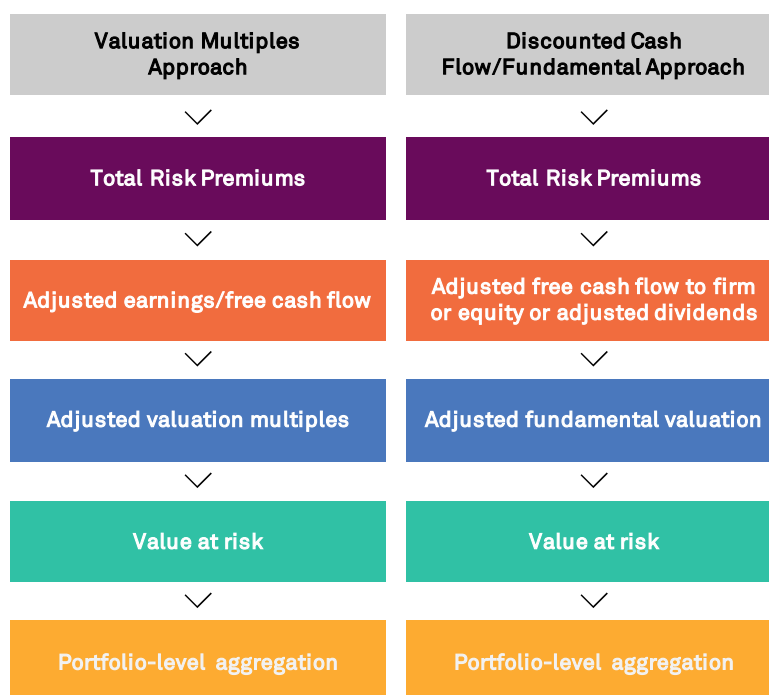 Valuation Multiples
Approach
Total Risk Premiums
Adjusted earnings/free cash flow
Adjusted valuation multiples
Value at risk
Portfolio-level aggregation
Discounted Cash
Flow/Fundamental Approach
Total Risk Premiums
Adjusted free cash flow to firm
or equity or adjusted dividends
Adjusted fundamental valuation
Value at risk
Portfolio-level aggregation